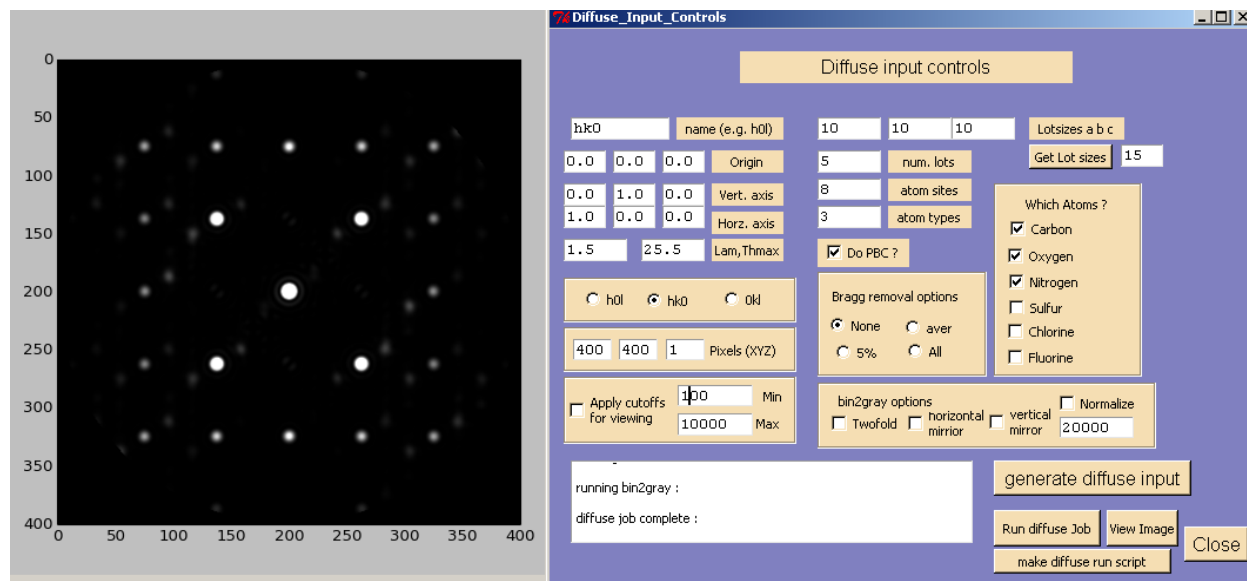 Diffuse_Input_Controls
0
50
100
150
200
250
300
350
400
0 50 100 150 200 250 300 350 400
Diffuse input controls
hk0 name (e.g. h0l)
0.0 0.0 0.0 Origin
0.0 1.0 0.0 Vert. axis
1.0 0.0 0.0 Horz. axis
1.5 25.5 Lam,Thmax
h0l hk0 0kl
400 400 1 Pixels (XYZ)
Apply cutoffs
for viewing
100 Min
10000 Max
10 10 10 Lotsizes a b c
Get Lot sizes 15
5 num. lots
8 atom sites
3 atom types
Do PBC ?
Which Atoms ?
Carbon
Oxygen
Nitrogen
Sulfur
Chlorine
Fluorine
Bragg removal options
None aver
5% All
bin2gray options
Twofold
horizontal
mirrior
vertical
mirror
Normalize
20000
running bin2gray :
diffuse job complete :
generate diffuse input
Run diffuse Job View Image
Close
make diffuse run script